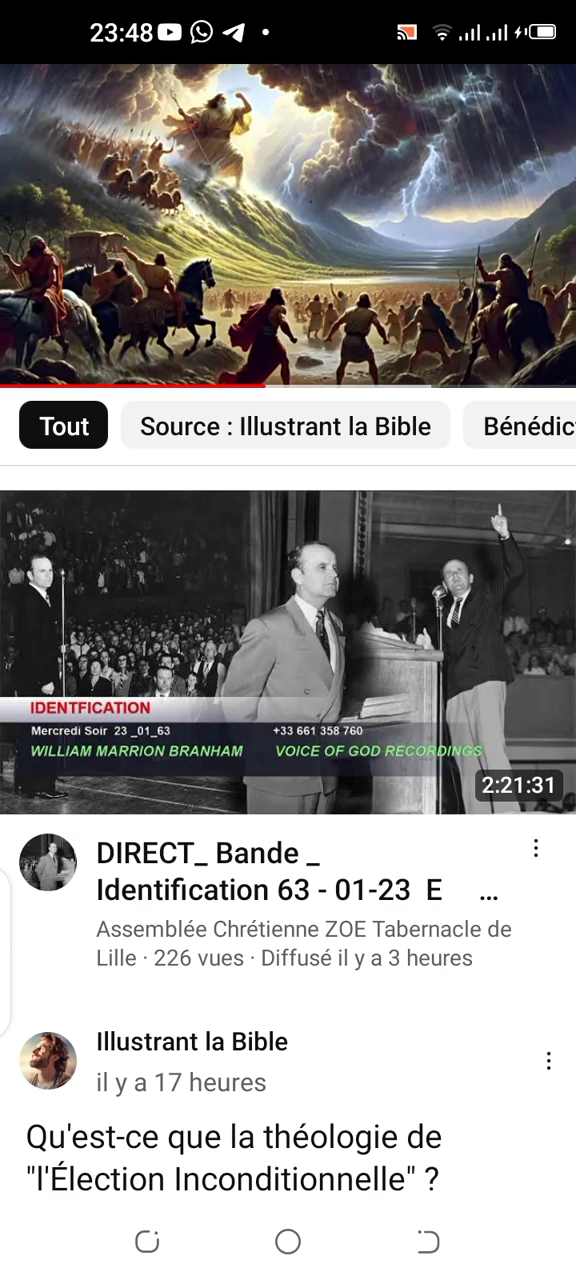 23:48
Tout
Source : Illustrant la Bible
Bénédic
IDENTFICATION
Mercredi Soir 23 _01_63
+33 661 358 760
WILLIAM MARRION BRANHAM
VOICE OF GOD RECORDINGS
2:21:31
DIRECT_ Bande _
Identification 63 - 01-23 E ...
Assemblée Chrétienne ZOE Tabernacle de
Lille · 226 vues · Diffusé il y a 3 heures
Illustrant la Bible
il y a 17 heures
Qu'est-ce que la théologie de
"l'Élection Inconditionnelle" ?